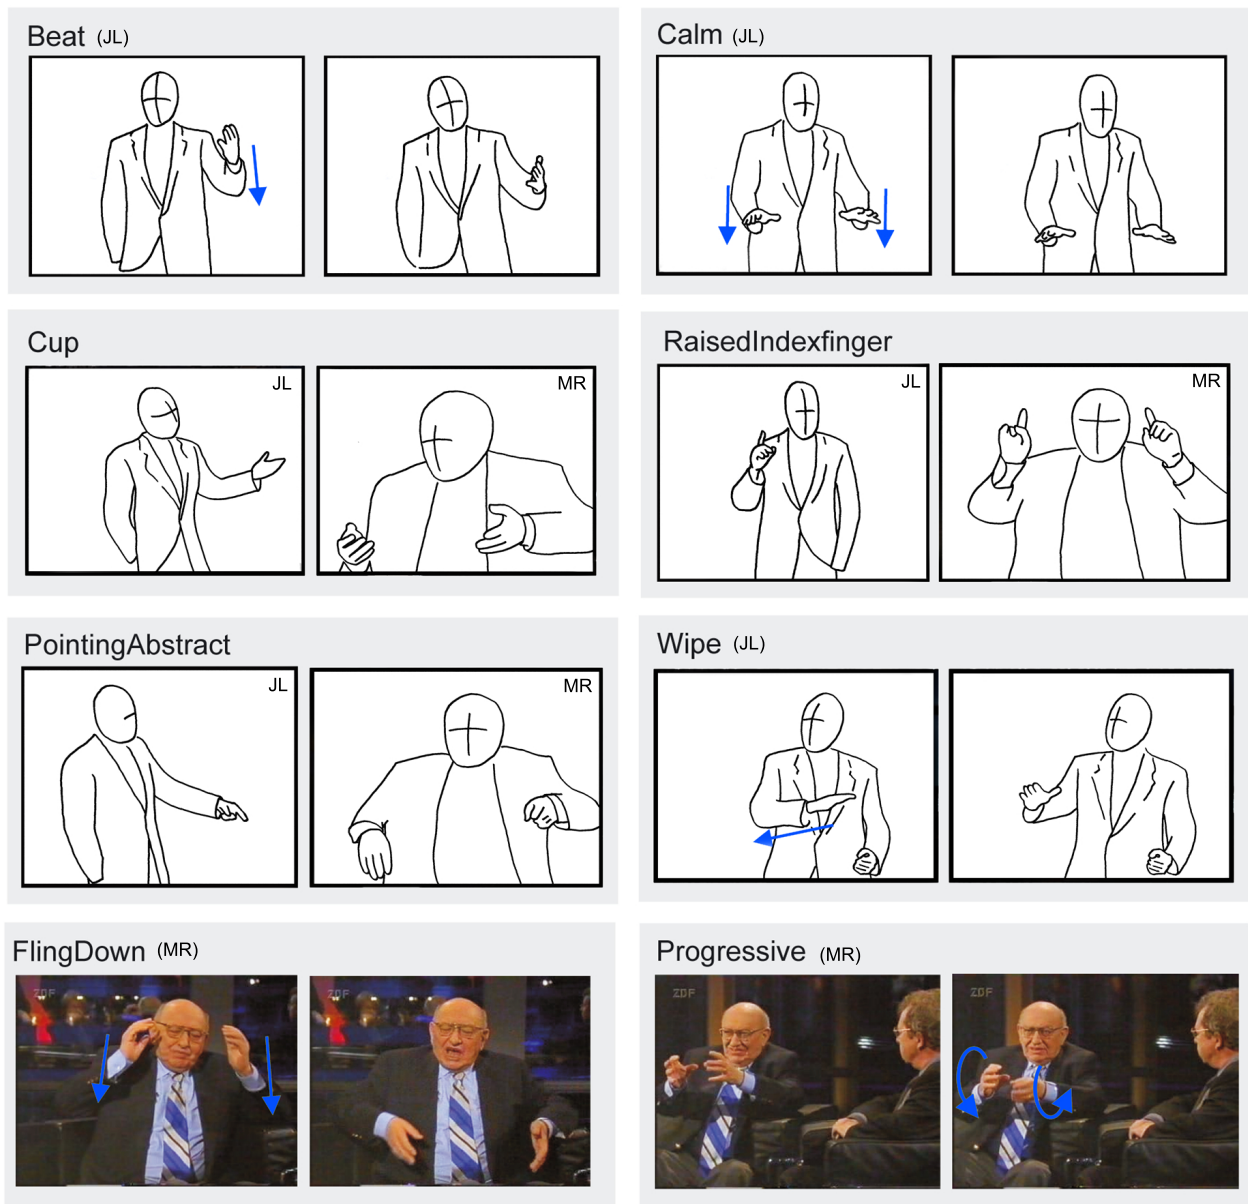 Beat (JL)
Calm (JL)
Cup
JL
MR
RaisedIndexfinger
JL
MR
PointingAbstract
JL
MR
Wipe (JL)
FlingDown (MR)
ZDF
ZDF
Progressive (MR)
ZDF
ZDF